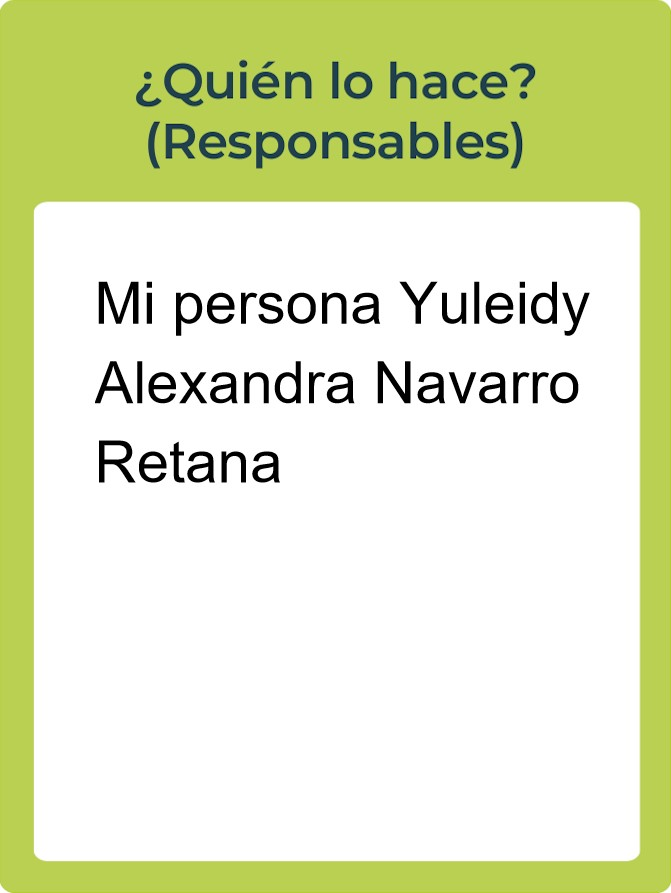 ¿Quién lo hace?
(Responsables)
Mi persona Yuleidy
Alexandra Navarro
Retana